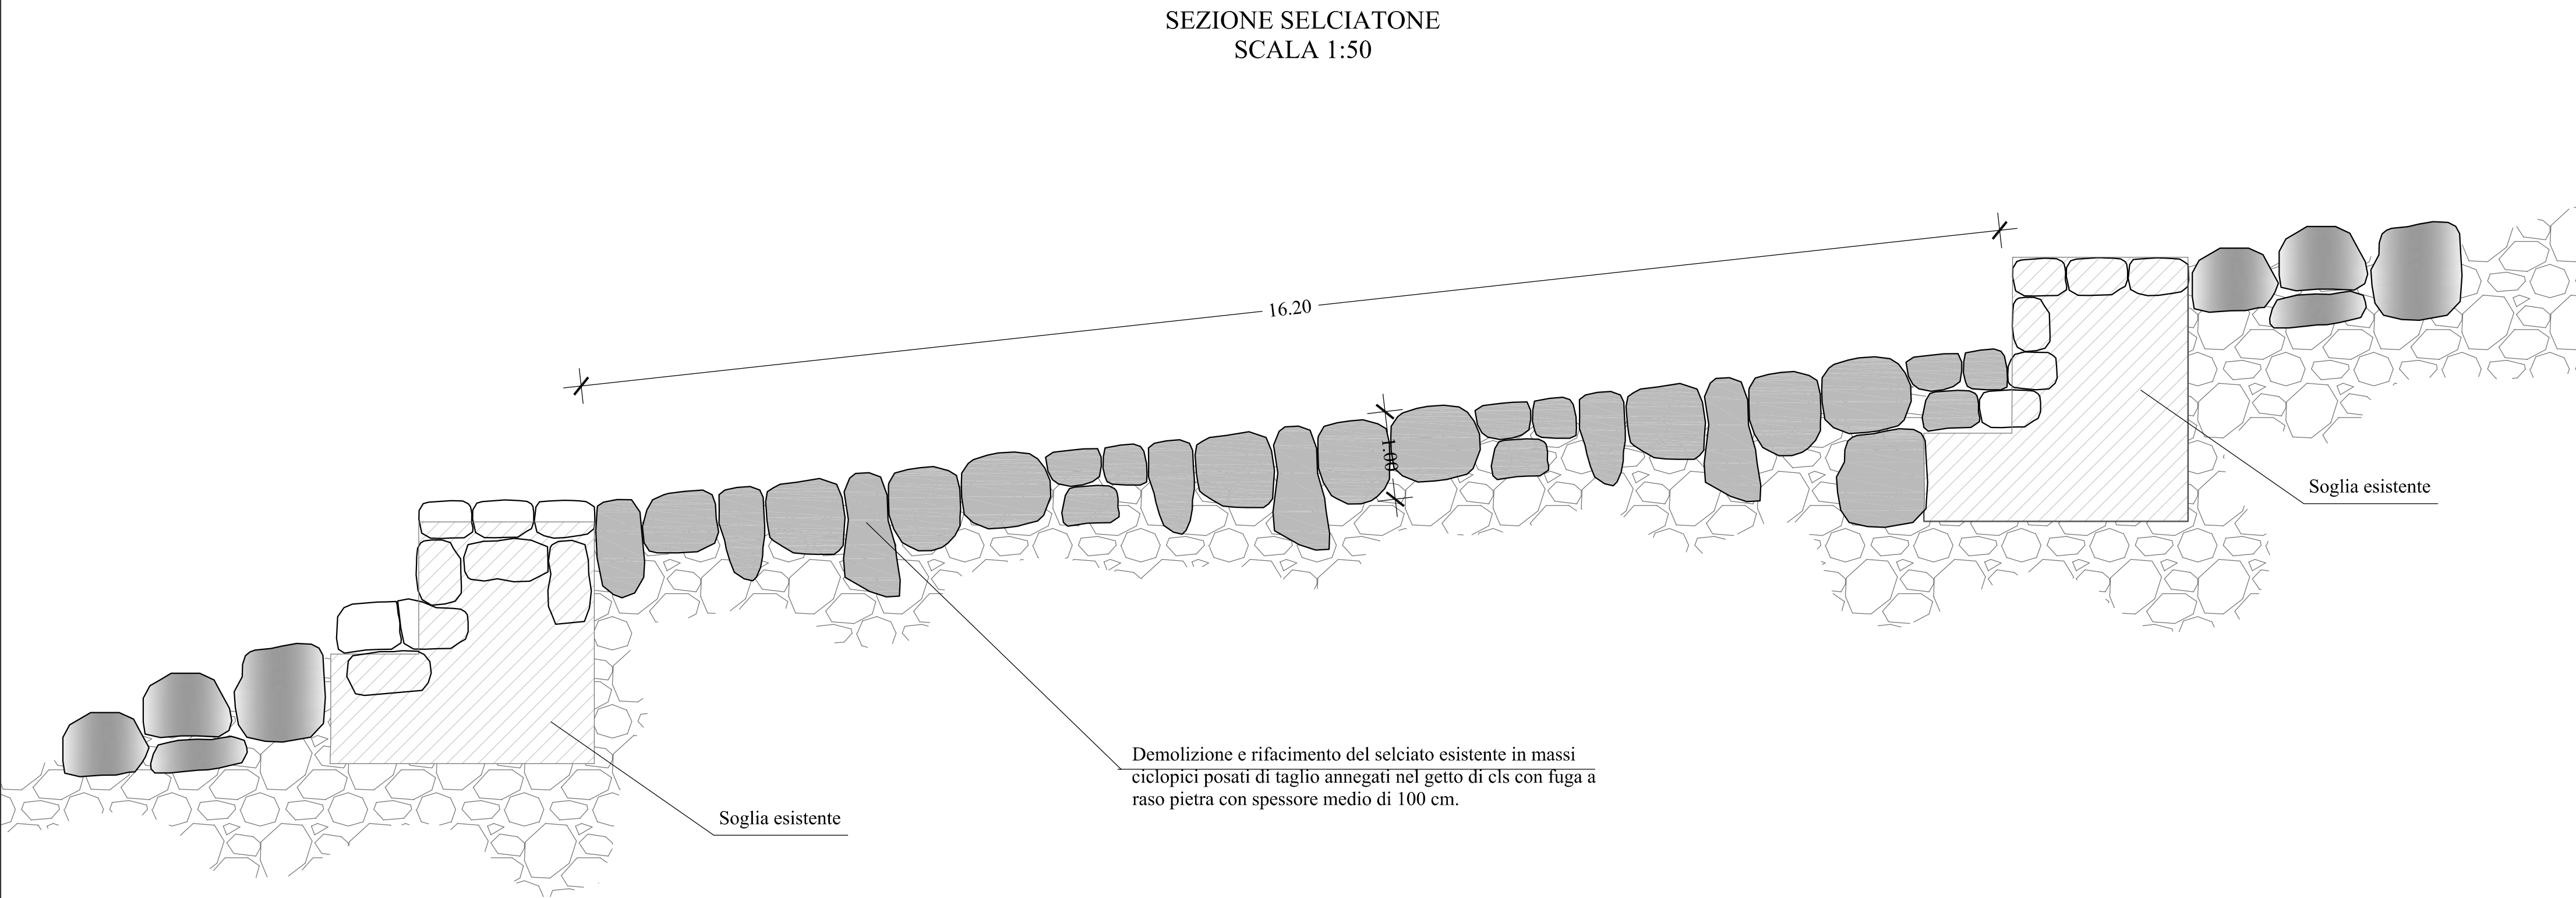 SEZIONE SELCIATONE
SCALA 1:50
16.20
1.00
Soglia esistente
Demolizione e rifacimento del selciato esistente in massi
ciclopici posati di taglio annegati nel getto di cls con fuga a
raso pietra con spessore medio di 100 cm.
Soglia esistente